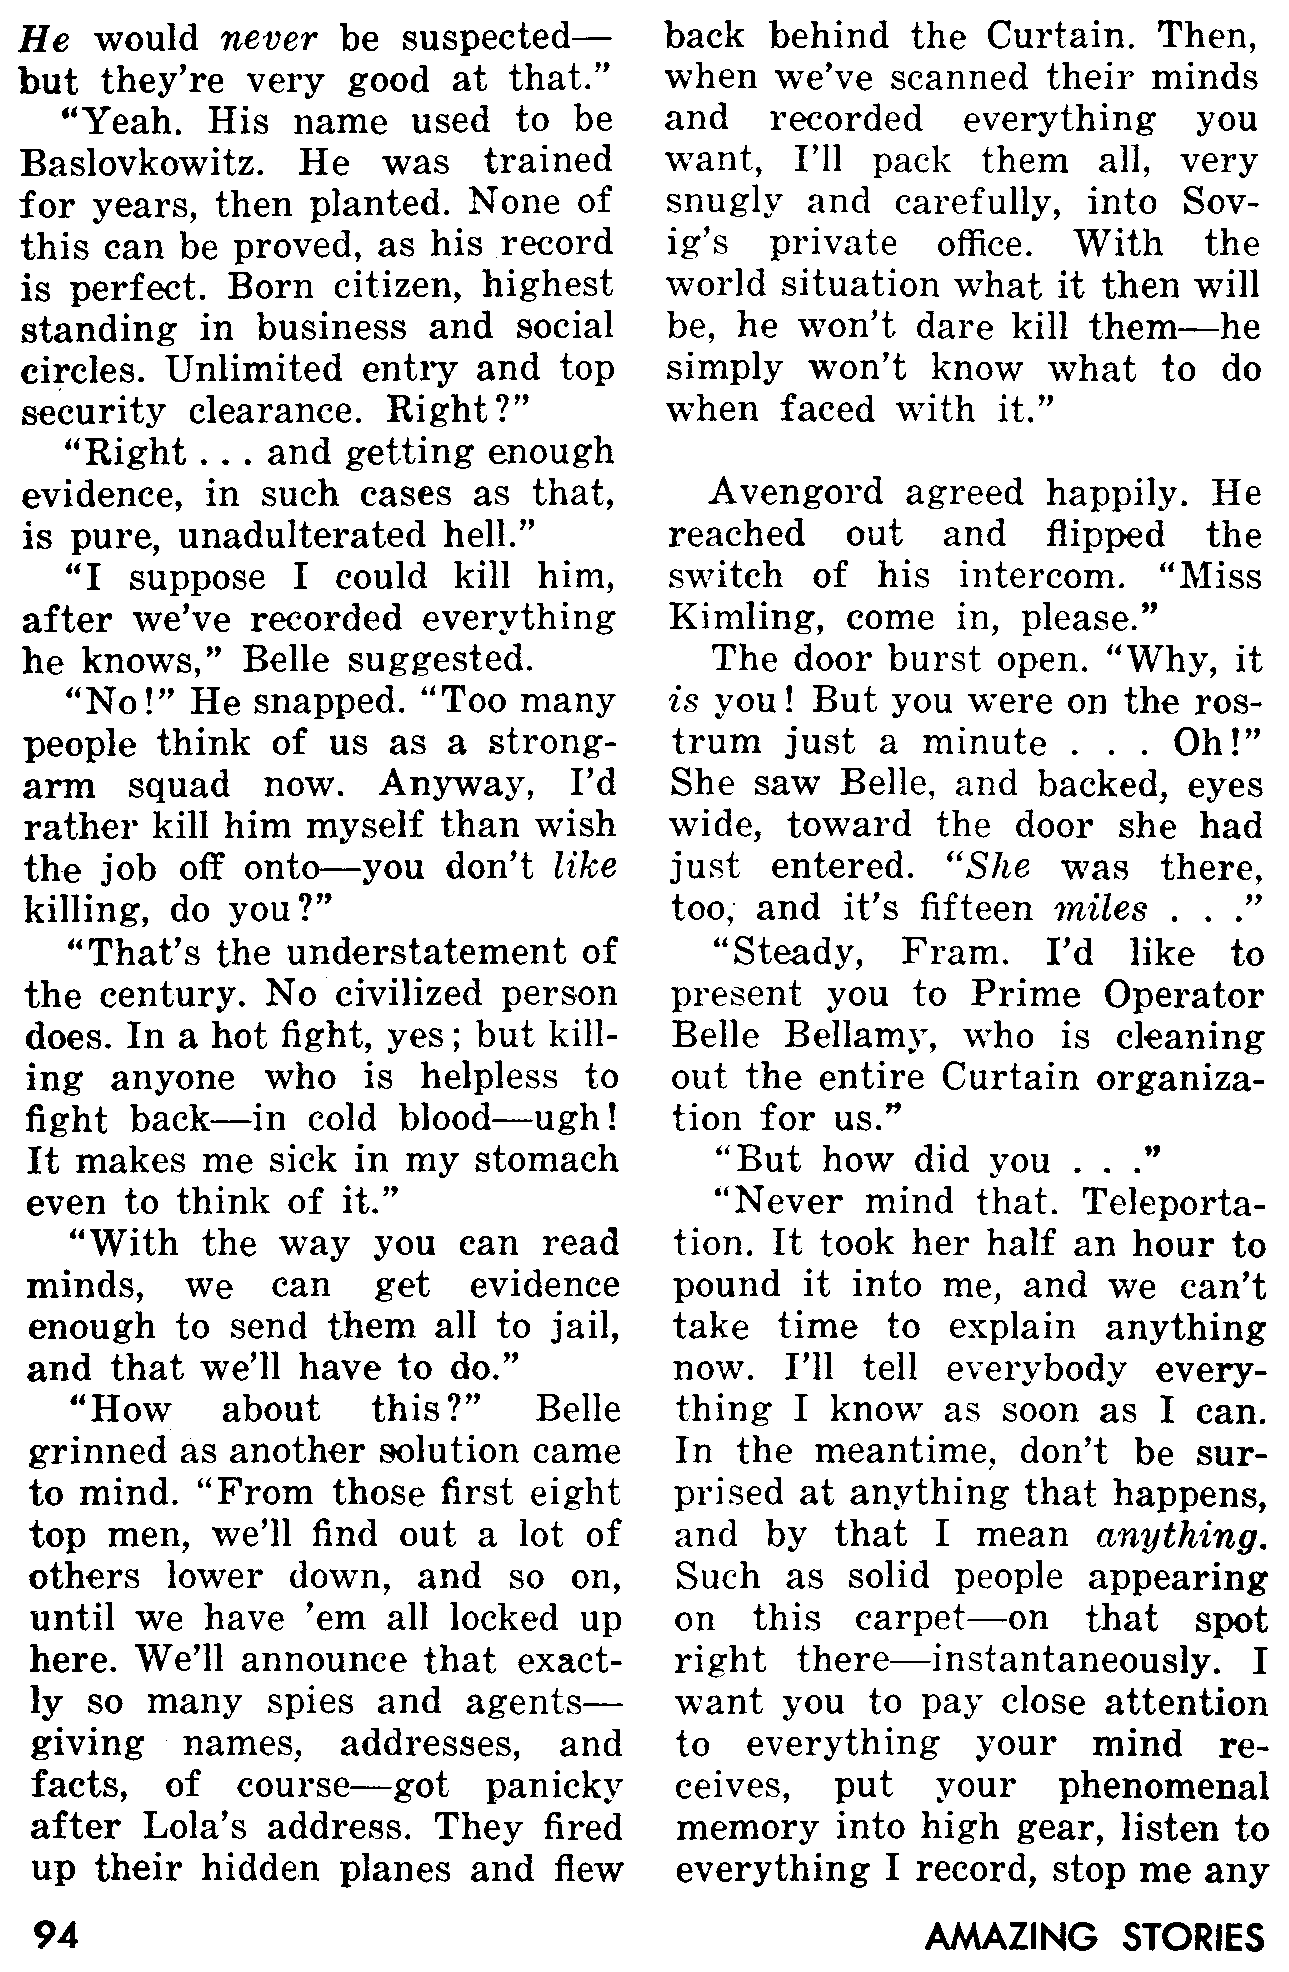 He would never be suspected—
but they're very good at that."
"Yeah. His name used to be
Baslovkowitz. He was trained
for years, then planted. None of
this can be proved, as his record
is perfect. Born citizen, highest
standing in business and social
circles. Unlimited entry and top
security clearance. Right?"
"Right . . . and getting enough
evidence, in such cases as that,
is pure, unadulterated hell."
"I suppose I could kill him,
after we've recorded everything
he knows," Belle suggested.
"No!" He snapped. "Too many
people think of us as a strong-
arm squad now. Anyway, I'd
rather kill him myself than wish
the job off onto—you don't like
killing, do you?"
"That's the understatement of
the century. No civilized person
does. In a hot fight, yes; but kill-
ing anyone who is helpless to
fight back—in cold blood—ugh!
It makes me sick in my stomach
even to think of it."
"With the way you can read
minds, we can get evidence
enough to send them all to jail,
and that we'll have to do."
"How about this?" Belle
grinned as another solution came
to mind. "From those first eight
top men, we'll find out a lot of
others lower down, and so on,
until we have 'em all locked up
here. We'll announce that exact-
ly so many spies and agents—
giving names, addresses, and
facts, of course—got panicky
after Lola's address. They fired
up their hidden planes and flew
back behind the Curtain. Then,
when we've scanned their minds
and recorded everything you
want, I'll pack them all, very
snugly and carefully, into Sov-
ig's private office. With the
world situation what it then will
be, he won't dare kill them—he
simply won't know what to do
when faced with it."
Avengord agreed happily. He
reached out and flipped the
switch of his intercom. "Miss
Kimling, come in, please."
The door burst open. "Why, it
is you! But you were on the ros-
trum just a minute . . . Oh!"
She saw Belle, and backed, eyes
wide, toward the door she had
just entered. "She was there,
too, and it's fifteen miles . . ."
"Steady, Fram. I'd like to
present you to Prime Operator
Belle Bellamy, who is cleaning
out the entire Curtain organiza-
tion for us."
"But how did you . . ."
"Never mind that. Teleporta-
tion. It took her half an hour to
pound it into me, and we can't
take time to explain anything
now. I'll tell everybody every-
thing I know as soon as I can.
In the meantime, don't be sur-
prised at anything that happens,
and by that I mean anything.
Such as solid people appearing
on this carpet—on that spot
right there—instantaneously. I
want you to pay close attention
to everything your mind re-
ceives, put your phenomenal
memory into high gear, listen to
everything I record, stop me any
94 AMAZING STORIES